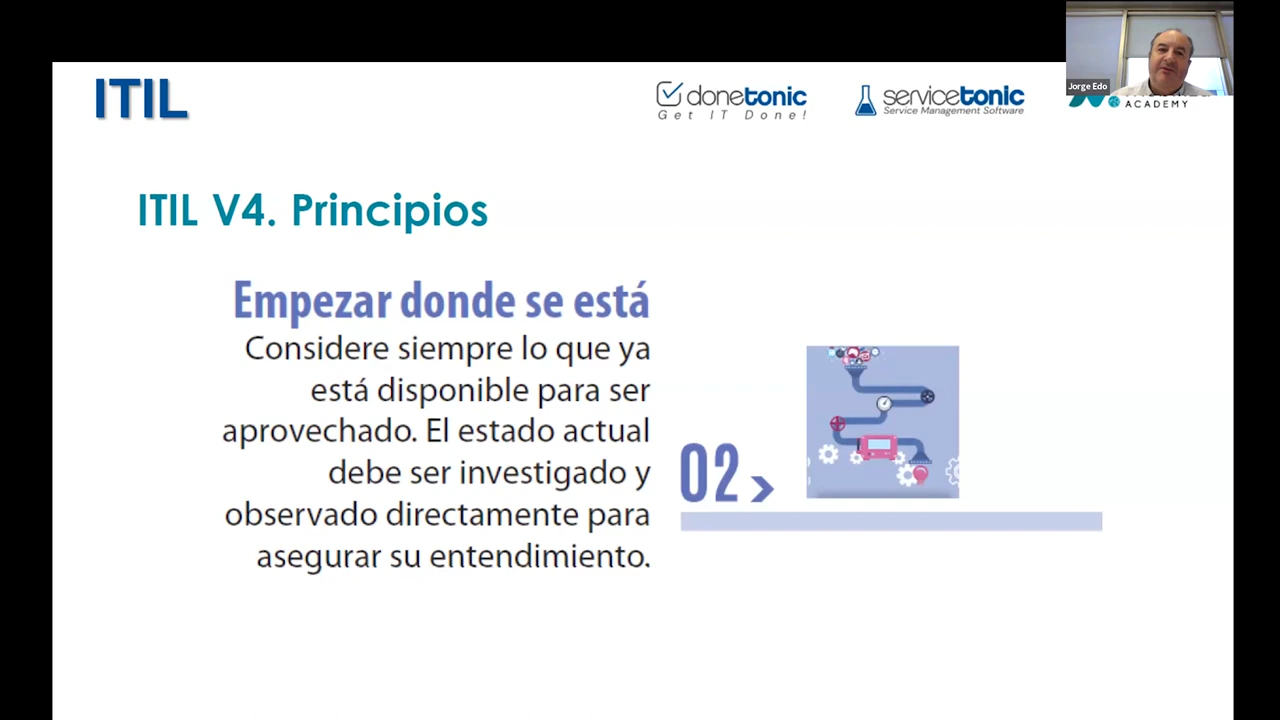 Jorge Edo
ITIL
donetonic
Get IT Done!
servicetonic
Service Management Software
ACADEMY
ITIL V4. Principios
Empezar donde se está
Considere siempre lo que ya
está disponible para ser
aprovechado. El estado actual
debe ser investigado y
observado directamente para
asegurar su entendimiento.
02